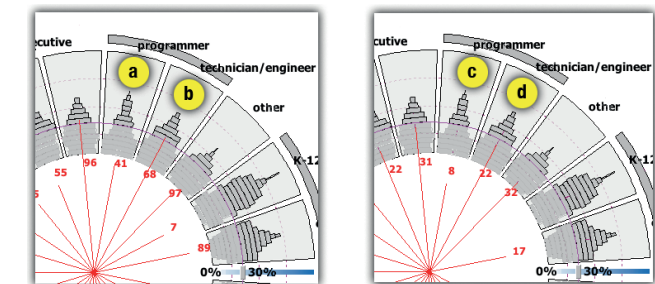 cutive
programmer
technician/engineer
other
K-12
a
b
96
41
68
97
55
7
89
0%
30%
cutive
programmer
technician/engineer
other
K-12
c
d
22
31
8
22
32
17
0%
30%